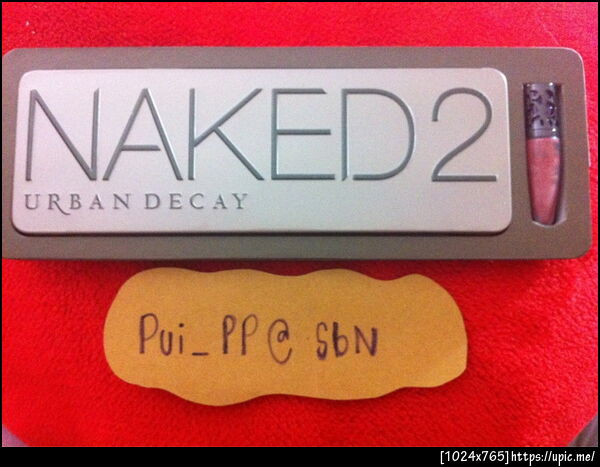 NAKED2
URBAN DECAY
Pui_PP@ SbN
[1024x765]https://upic.me/